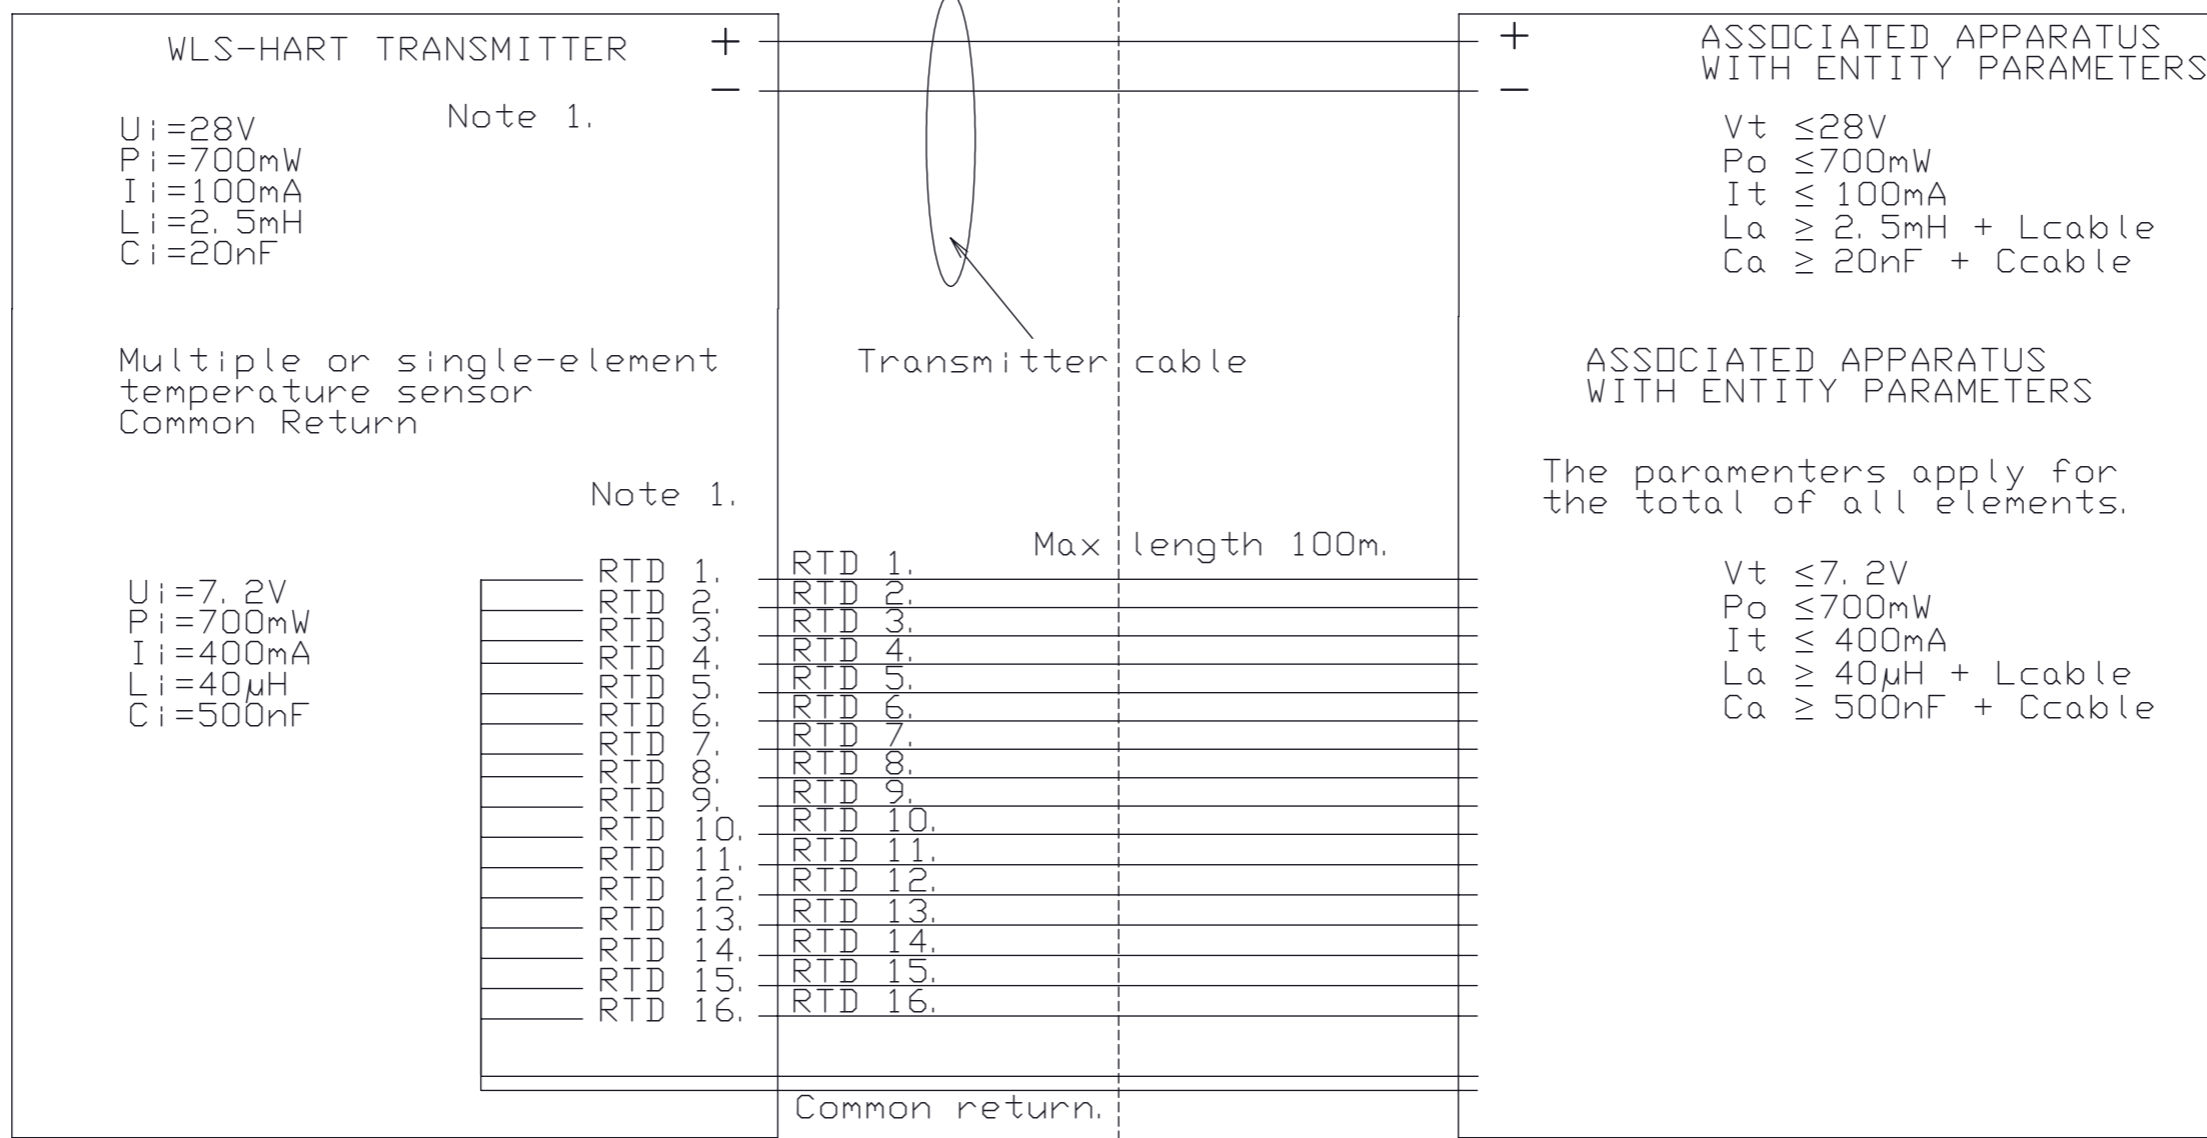 WLS-HART TRANSMITTER
+
−
Note 1.
Ui=28V
Pi=700mW
Ii=100mA
Li=2.5mH
Ci=20nF
Multiple or single-element
temperature sensor
Common Return
Note 1.
Ui=7.2V
Pi=700mW
Ii=400mA
Li=40µH
Ci=500nF
RTD 1.
RTD 2.
RTD 3.
RTD 4.
RTD 5.
RTD 6.
RTD 7.
RTD 8.
RTD 9.
RTD 10.
RTD 11.
RTD 12.
RTD 13.
RTD 14.
RTD 15.
RTD 16.
Transmitter cable
Max length 100m.
RTD 1.
RTD 2.
RTD 3.
RTD 4.
RTD 5.
RTD 6.
RTD 7.
RTD 8.
RTD 9.
RTD 10.
RTD 11.
RTD 12.
RTD 13.
RTD 14.
RTD 15.
RTD 16.
Common return.
+
−
ASSOCIATED APPARATUS
WITH ENTITY PARAMETERS
Vt ≤28V
Po ≤700mW
It ≤ 100mA
La ≥ 2.5mH + Lcable
Ca ≥ 20nF + Ccable
ASSOCIATED APPARATUS
WITH ENTITY PARAMETERS
The paramenters apply for
the total of all elements.
Vt ≤7.2V
Po ≤700mW
It ≤ 400mA
La ≥ 40µH + Lcable
Ca ≥ 500nF + Ccable